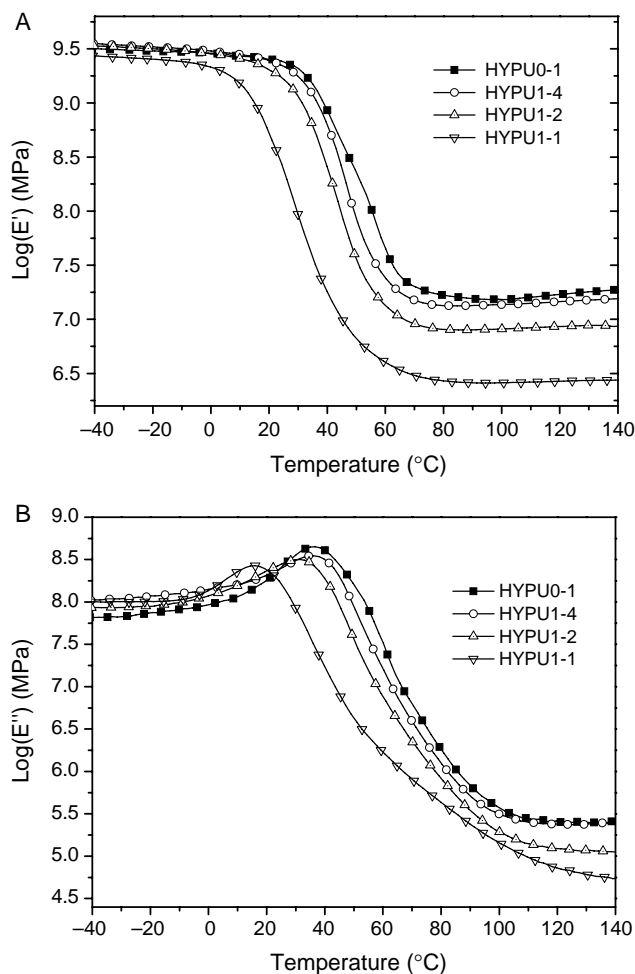 A
9.5
9.0
8.5
8.0
7.5
7.0
6.5
Log(E') (MPa)
HYPU0-1
HYPU1-4
HYPU1-2
HYPU1-1
–40 –20 0 20 40 60 80 100 120 140
Temperature (°C)
B
9.0
8.5
8.0
7.5
7.0
6.5
6.0
5.5
5.0
4.5
Log(E'') (MPa)
HYPU0-1
HYPU1-4
HYPU1-2
HYPU1-1
–40 –20 0 20 40 60 80 100 120 140
Temperature (°C)